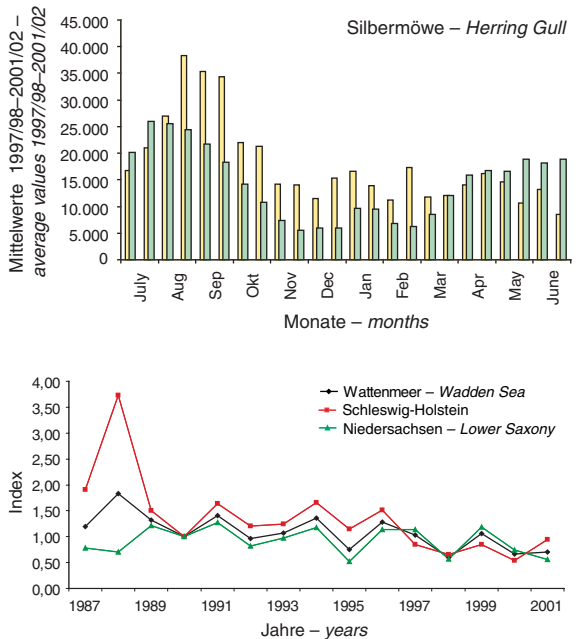 Silbermöwe – Herring Gull
Mittelwerte 1997/98–2001/02 –
average values 1997/98–2001/02
45.000
40.000
35.000
30.000
25.000
20.000
15.000
10.000
5.000
0
July Aug Sep Okt Nov Dec Jan Feb Mar Apr May June
Monate – months
4,00
3,50
3,00
2,50
2,00
1,50
1,00
0,50
0,00
Index
Wattenmeer – Wadden Sea
Schleswig-Holstein
Niedersachsen – Lower Saxony
1987 1989 1991 1993 1995 1997 1999 2001
Jahre – years